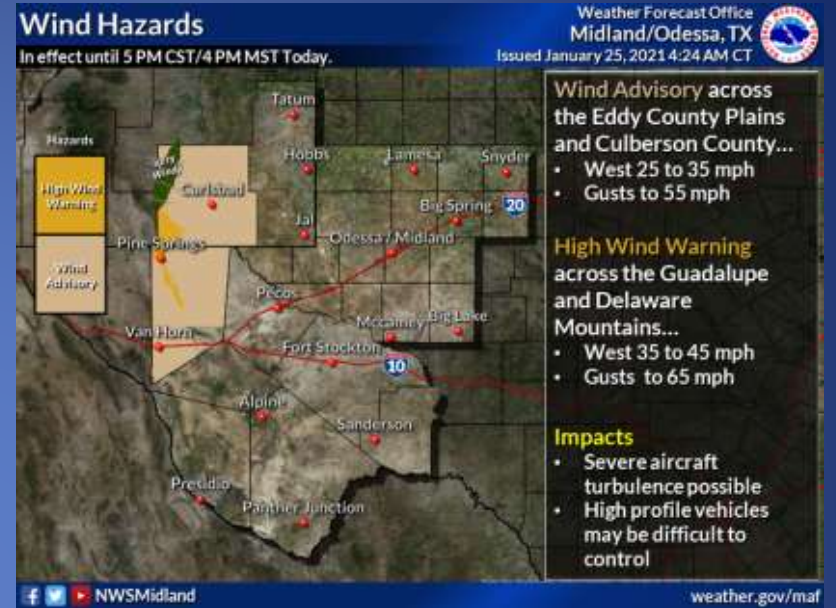 Wind Hazards
In effect until 5 PM CST/4 PM MST Today.
Weather Forecast Office
Midland/Odessa, TX
Issued January 25, 2021 4:24 AM CT
Hazards
High Wind
Warning
Wind
Advisory
Tatum
Hobbs
Lamesa
Snyder
Carlsbad
Big Spring
20
Jal
Odessa / Midland
Pine Springs
Pecos
Mccamey
Big Lake
Van Horn
Fort Stockton
10
Alpine
Sanderson
Presidio
Panther Junction
Wind Advisory across
the Eddy County Plains
and Culberson County...
• West 25 to 35 mph
• Gusts to 55 mph
High Wind Warning
across the Guadalupe
and Delaware
Mountains...
• West 35 to 45 mph
• Gusts to 65 mph
Impacts
• Severe aircraft
turbulence possible
• High profile vehicles
may be difficult to
control
NWSMidland
weather.gov/maf